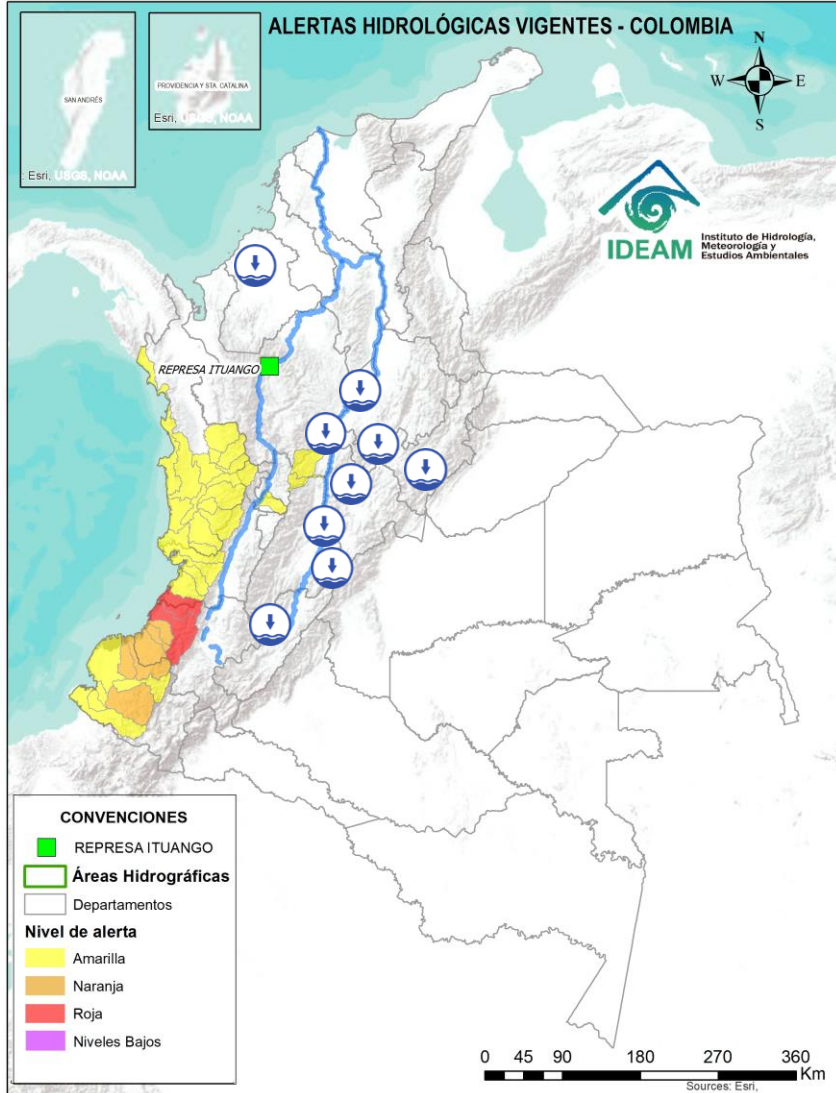 ALERTAS HIDROLÓGICAS VIGENTES - COLOMBIA
SAN ANDRÉS
Esri, USGS, NOAA
PROVIDENCIA Y STA. CATALINA
Esri, USGS, NOAA
N
W
E
S
IDEAM
Instituto de Hidrología,
Meteorología y
Estudios Ambientales
REPRESA ITUANGO
CONVENCIONES
REPRESA ITUANGO
Áreas Hidrográficas
Departamentos
Nivel de alerta
Amarilla
Naranja
Roja
Niveles Bajos
0 45 90 180 270 360
Km
Sources: Esri,